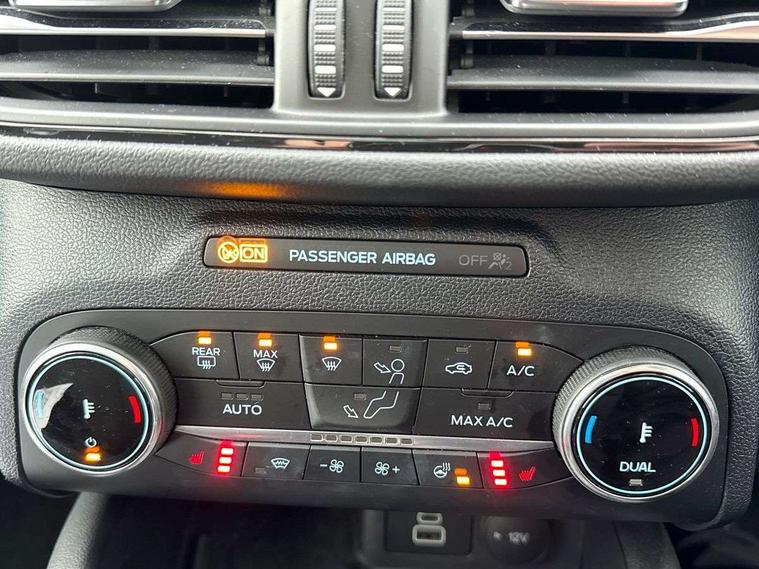 ON PASSENGER AIRBAG OFF
REAR MAX A/C
AUTO MAX A/C
DUAL
- +
12V